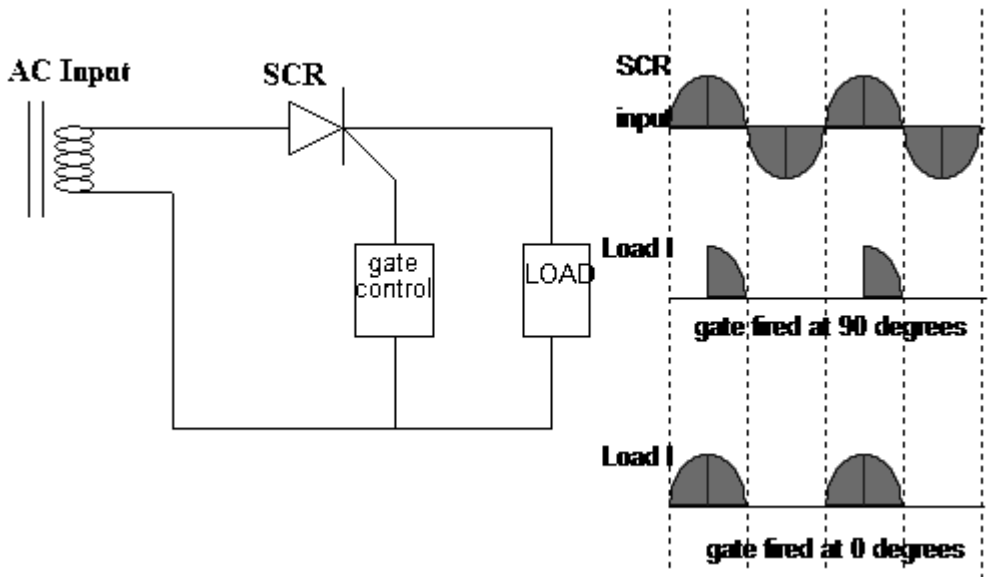 AC Input
SCR
gate
control
LOAD
SCR
input
Load I
gate fired at 90 degrees
Load I
gate fired at 0 degrees